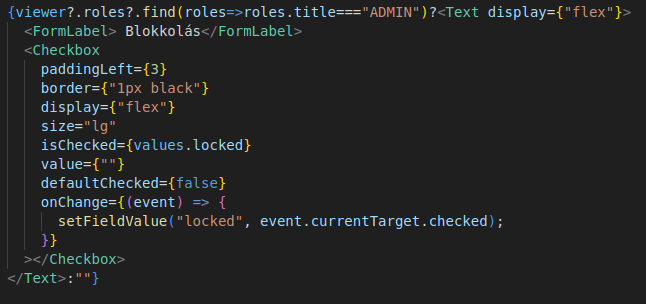 {viewer?.roles?.find(roles=>roles.title==="ADMIN")?<Text display={"flex"}>
<FormLabel> Blokkolás</FormLabel>
<Checkbox
paddingLeft={3}
border={"1px black"}
display={"flex"}
size="lg"
isChecked={values.locked}
value={""}
defaultChecked={false}
onChange={(event) => {
setFieldValue("locked", event.currentTarget.checked);
}}
></Checkbox>
</Text>:""}